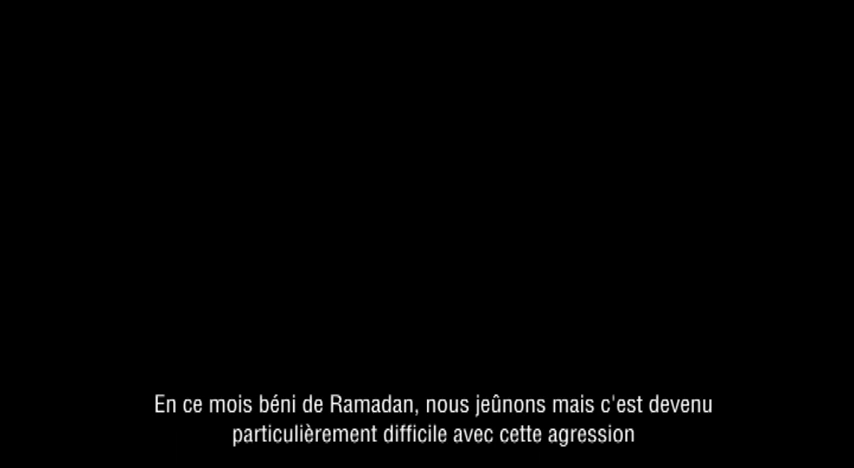 En ce mois béni de Ramadan, nous jeûnons mais c'est devenu
particulièrement difficile avec cette agression